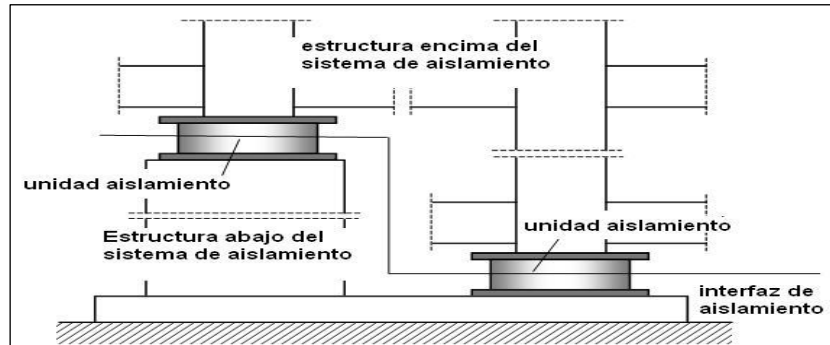 estructura encima del
sistema de aislamiento
unidad aislamiento
unidad aislamiento
Estructura abajo del
sistema de aislamiento
interfaz de
aislamiento